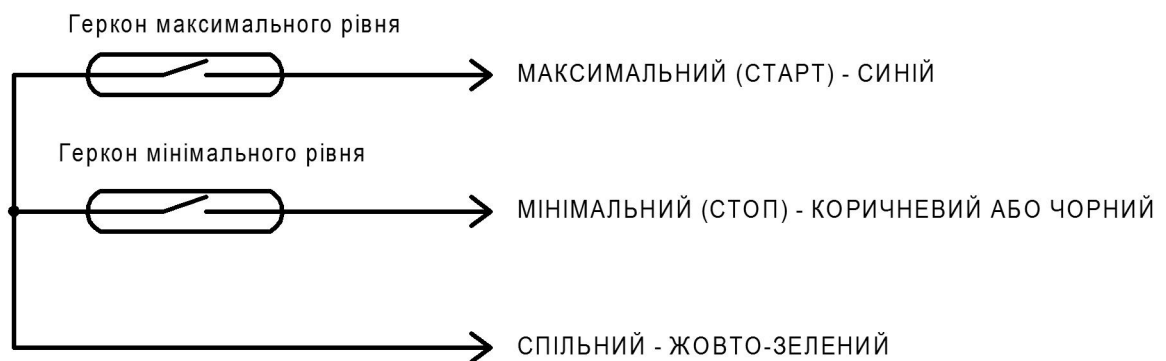 Геркон максимального рівня
МАКСИМАЛЬНИЙ (СТАРТ) - СИНІЙ
Геркон мінімального рівня
МІНІМАЛЬНИЙ (СТОП) - КОРИЧНЕВИЙ АБО ЧОРНИЙ
СПІЛЬНИЙ - ЖОВТО-ЗЕЛЕНИЙ